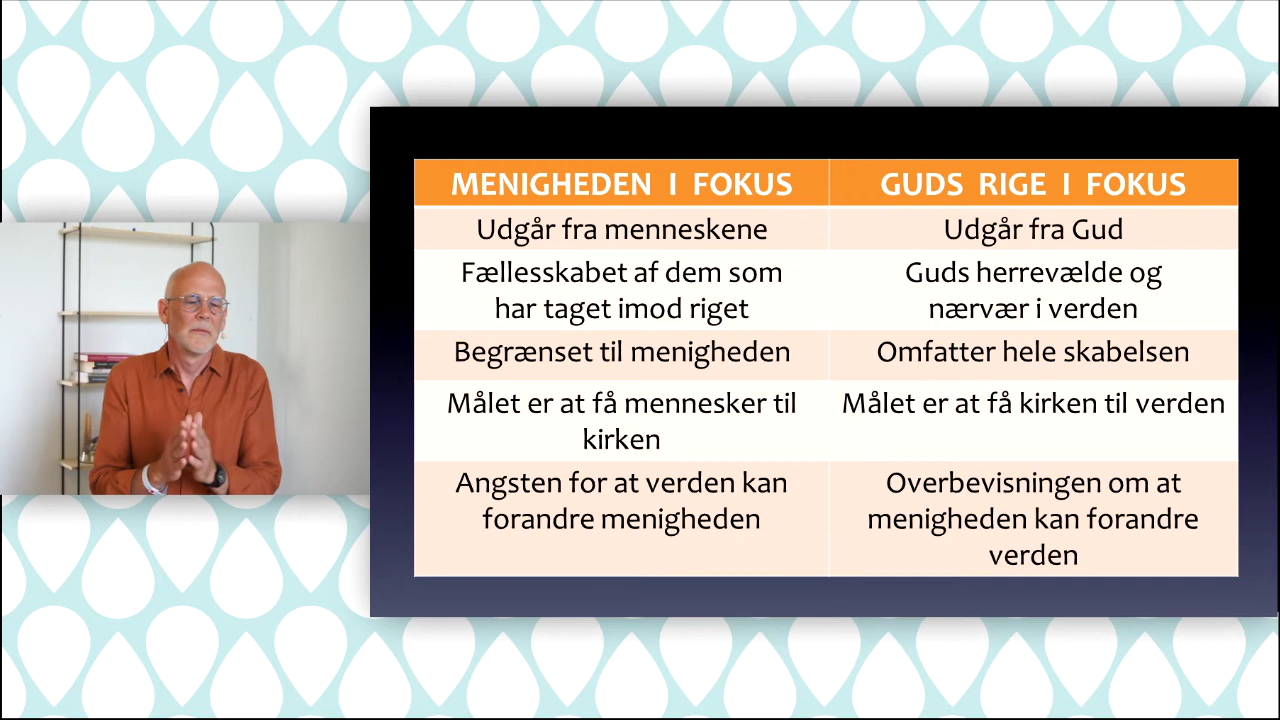 MENIGHEDEN I FOKUS
GUDS RIGE I FOKUS
Udgår fra menneskene
Udgår fra Gud
Fællesskabet af dem som
har taget imod riget
Guds herrevælde og
nærvær i verden
Begrænset til menigheden
Omfatter hele skabelsen
Målet er at få mennesker til
kirken
Målet er at få kirken til verden
Angsten for at verden kan
forandre menigheden
Overbevisningen om at
menigheden kan forandre
verden